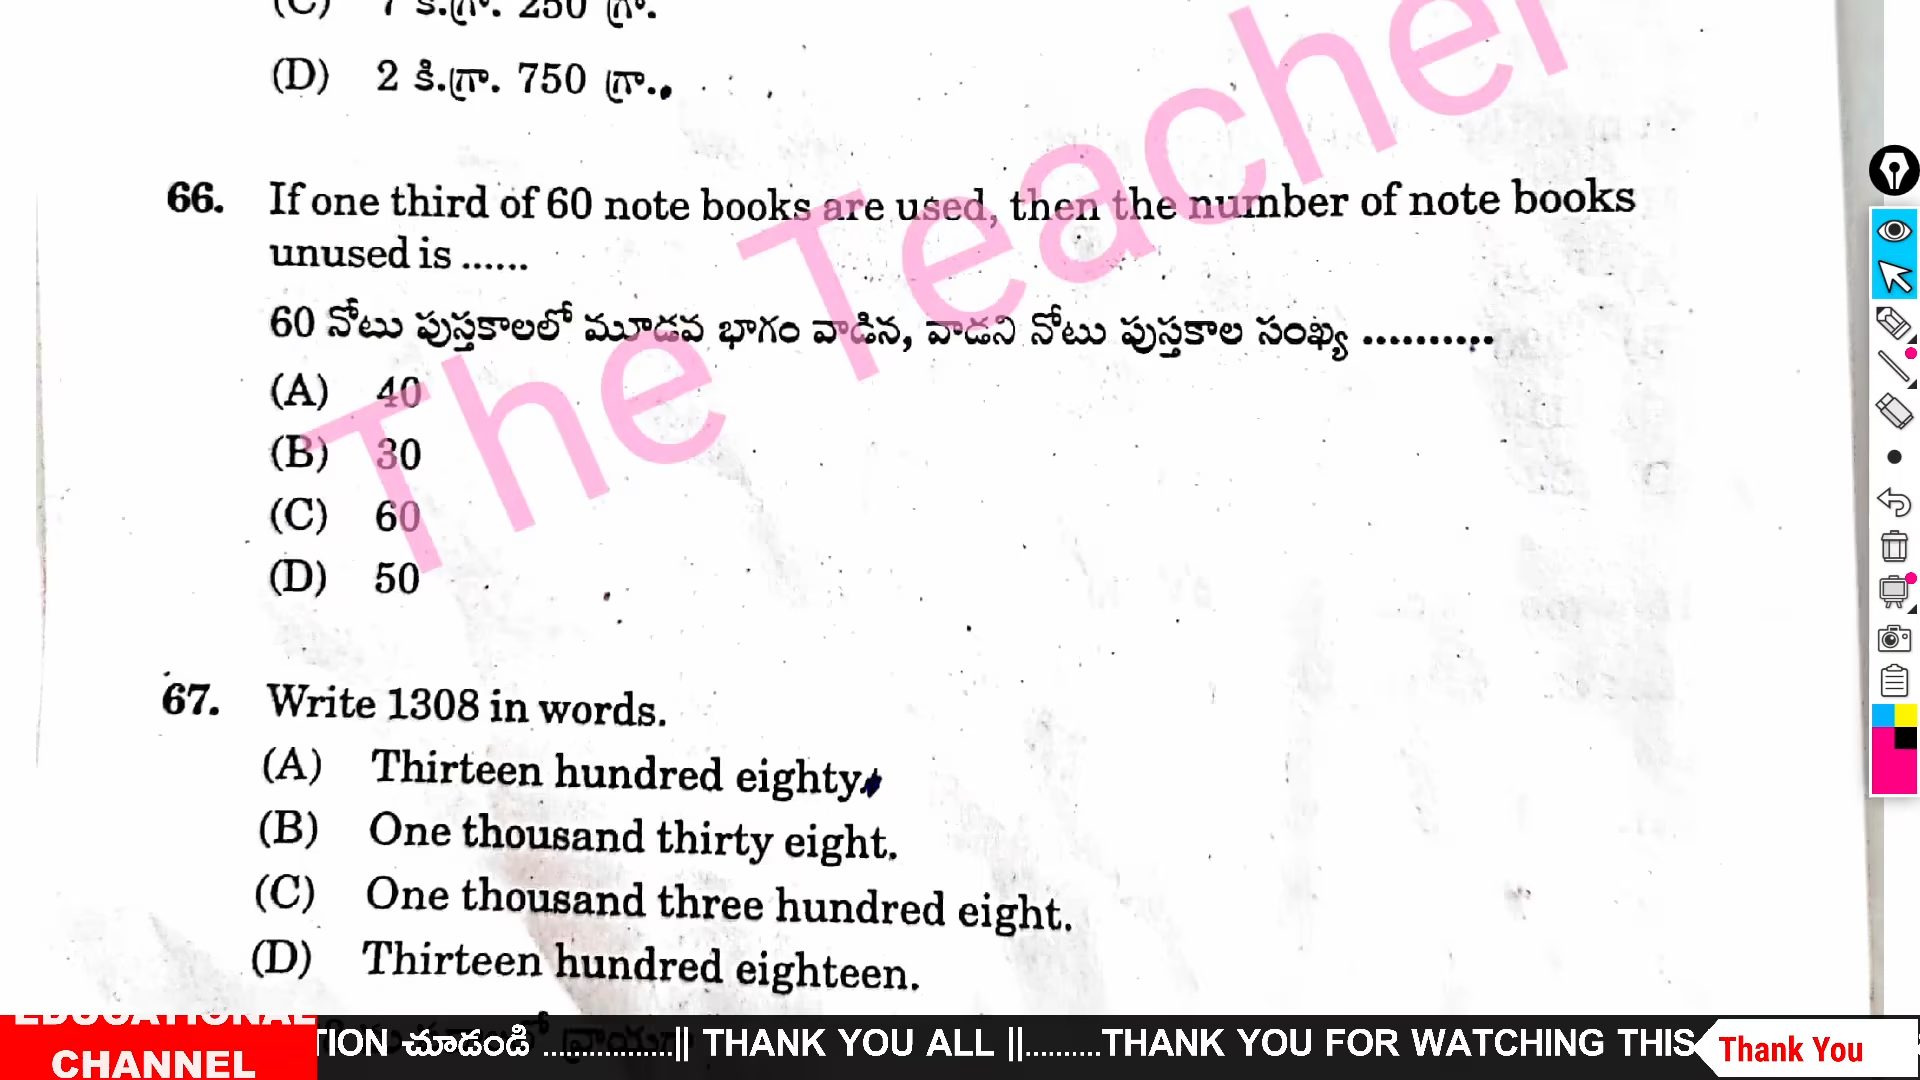 (C) 7 కి.గ్రా. 250 గ్రా.
(D) 2 కి.గ్రా. 750 గ్రా.
66. If one third of 60 note books are used, then the number of note books
unused is ......
60 నోటు పుస్తకాలలో మూడవ భాగం వాడిన, వాడని నోటు పుస్తకాల సంఖ్య ..........
(A) 40
(B) 30
(C) 60
(D) 50
67. Write 1308 in words.
(A) Thirteen hundred eighty.
(B) One thousand thirty eight.
(C) One thousand three hundred eight.
(D) Thirteen hundred eighteen.
The Teacher
EDUCATIONAL
CHANNEL
TION చూడండి ................|| THANK YOU ALL ||..........THANK YOU FOR WATCHING THIS
Thank You